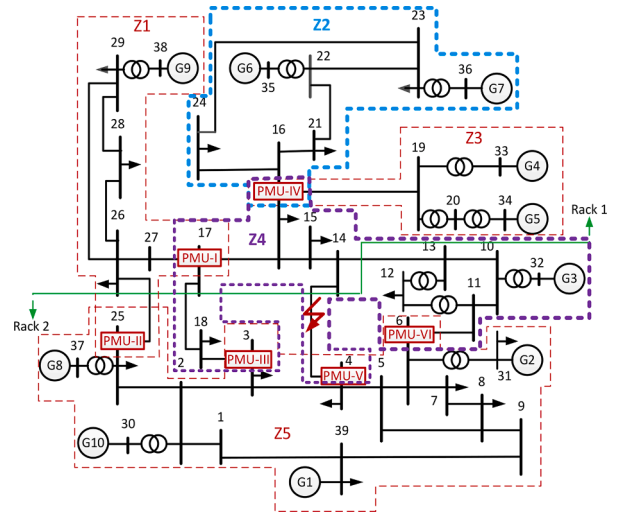 Z1
Z2
23
29
38
G9
G6
22
35
36
G7
24
28
16
21
Z3
19
33
G4
PMU-IV
20
34
G5
Rack 1
26
27
17
Z4
15
14
13
10
PMU-I
12
11
32
G3
Rack 2
25
18
3
6
PMU-VI
PMU-II
37
G8
2
PMU-III
4
PMU-V
5
G2
31
7
8
9
30
G10
1
Z5
39
G1